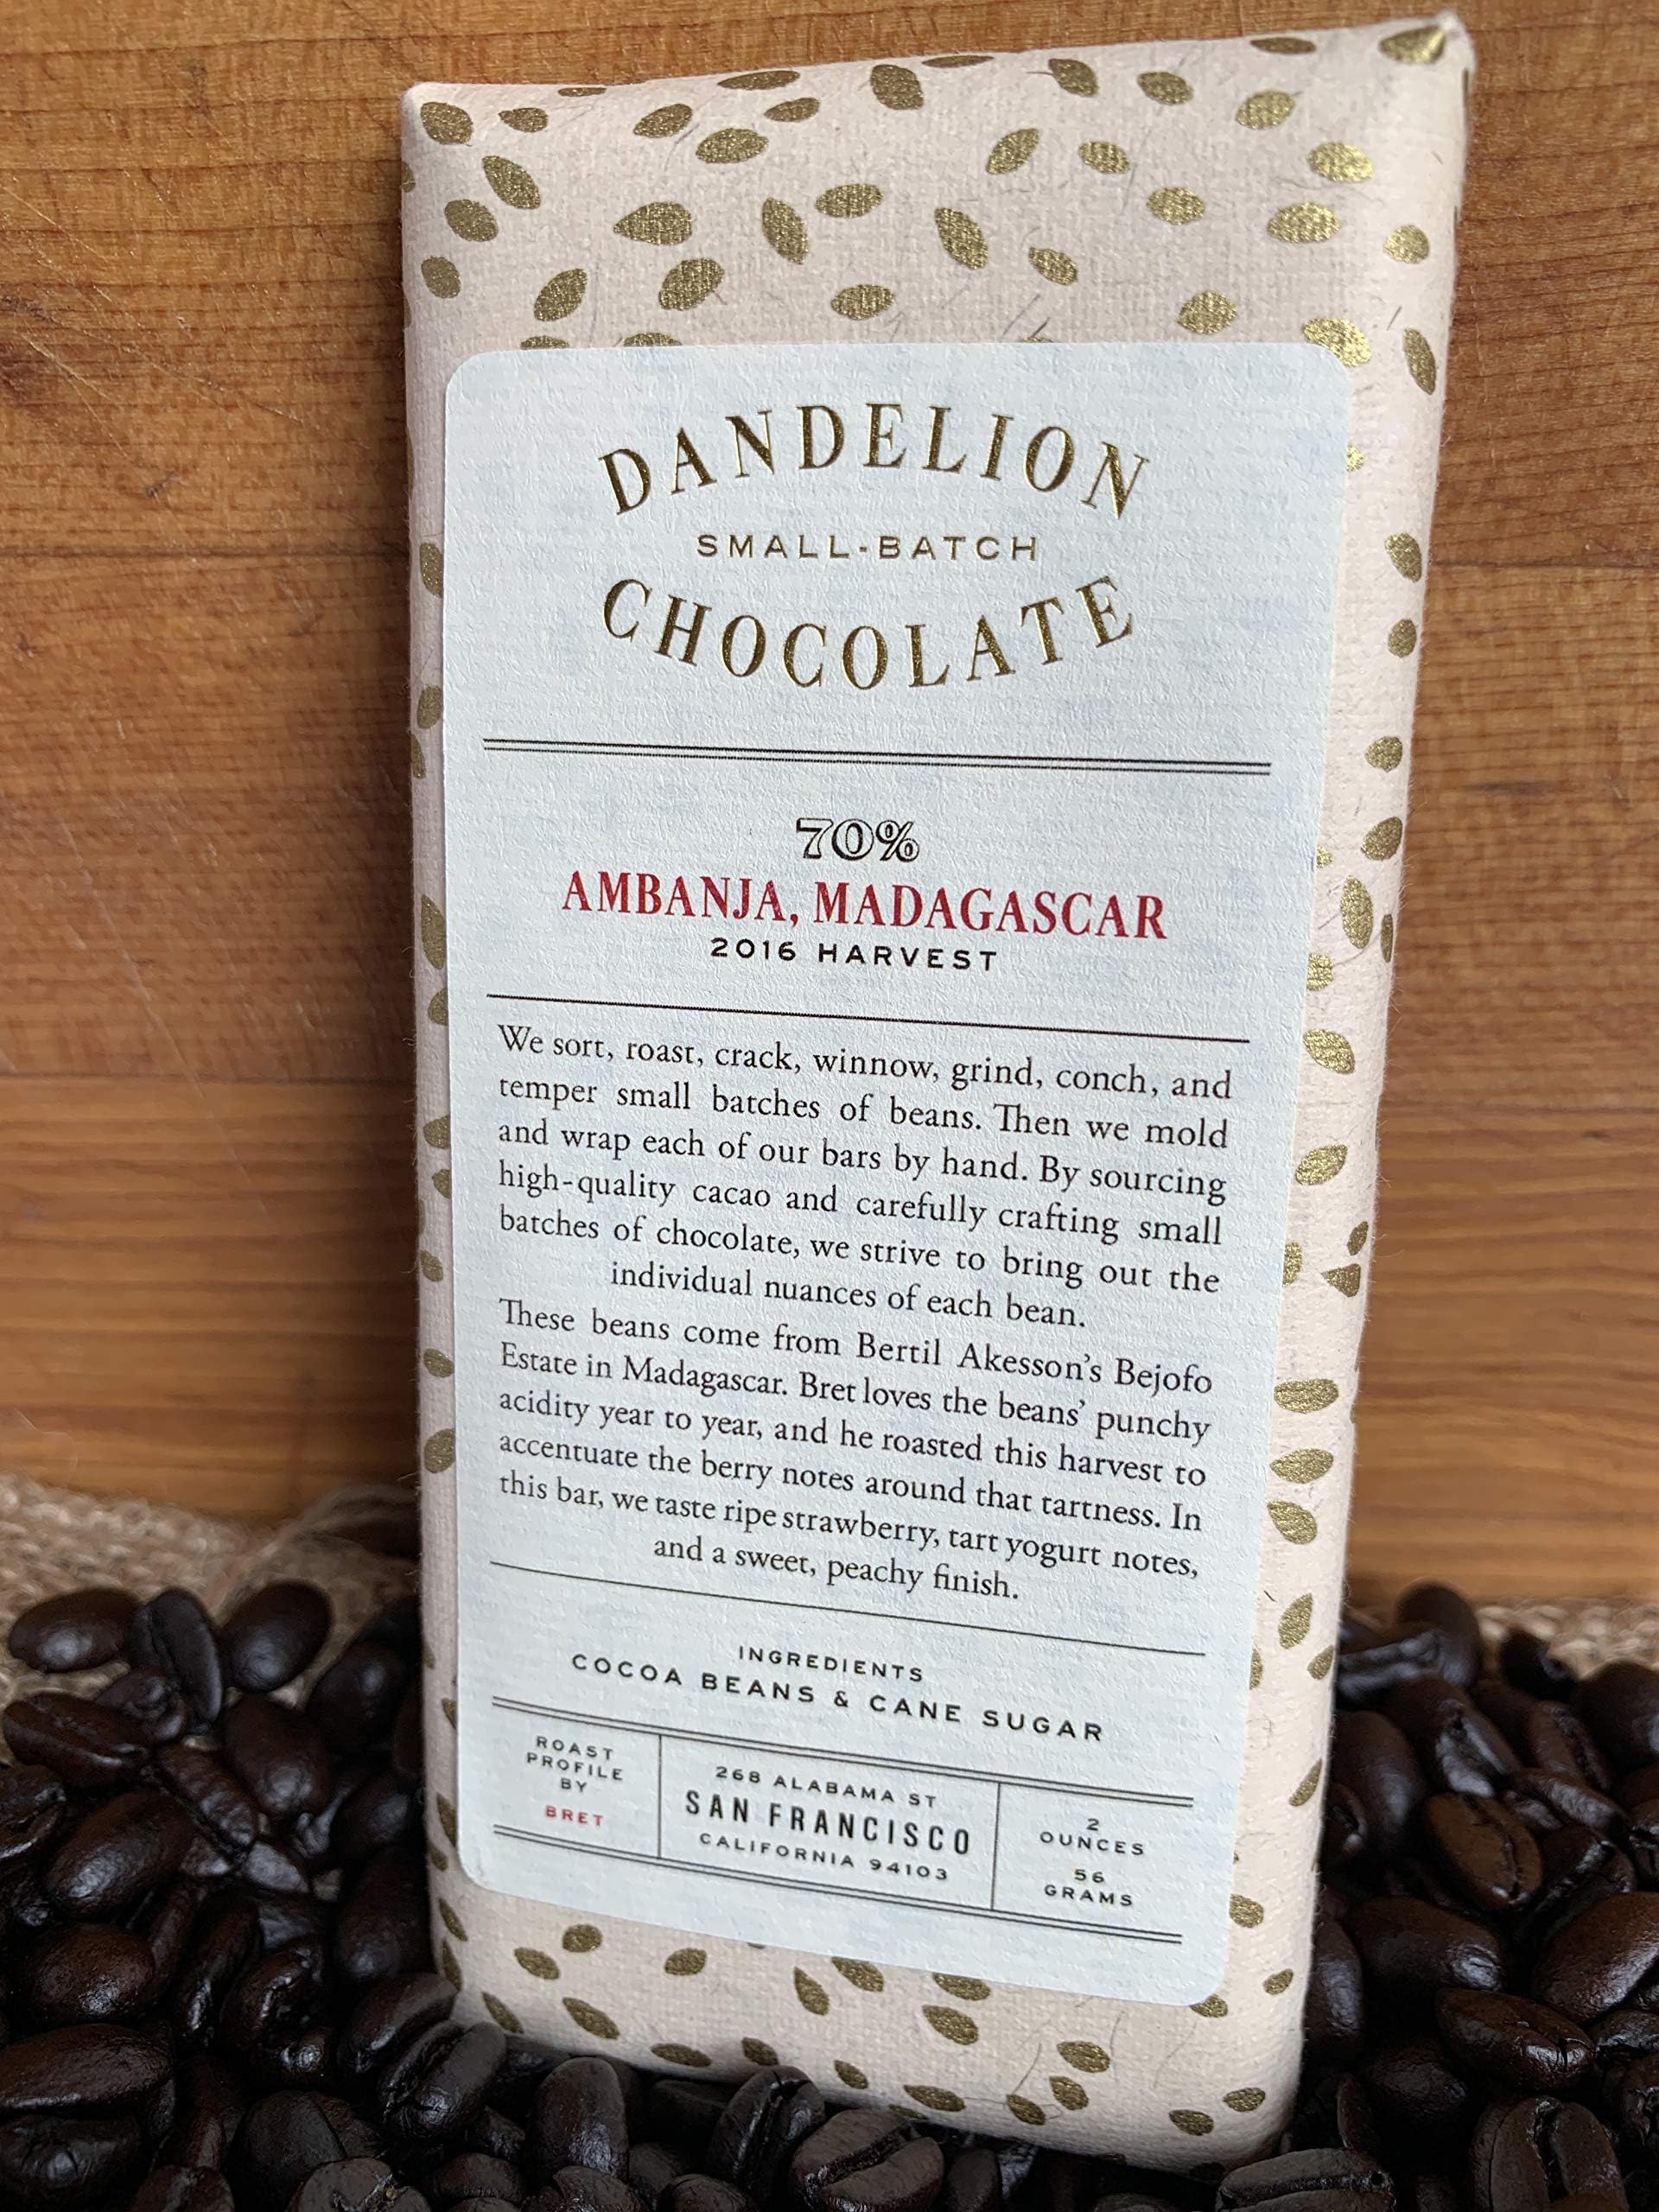 DANDELION
SMALL-BATCH
CHOCOLATE
70%
AMBANJA, MADAGASCAR
2016 HARVEST
We sort, roast, crack, winnow, grind, conch, and
temper small batches of beans. Then we mold
and wrap each of our bars by hand. By sourcing
high-quality cacao and carefully crafting small
batches of chocolate, we strive to bring out the
individual nuances of each bean.
These beans come from Bertil Akesson's Bejofo
Estate in Madagascar. Bret loves the beans' punchy
acidity year to year, and he roasted this harvest to
accentuate the berry notes around that tartness. In
this bar, we taste ripe strawberry, tart yogurt notes,
and a sweet, peachy finish.
INGREDIENTS
COCOA BEANS & CANE SUGAR
ROAST
PROFILE
BY
BRET
268 ALABAMA ST
SAN FRANCISCO
CALIFORNIA 94103
2
OUNCES
56
GRAMS